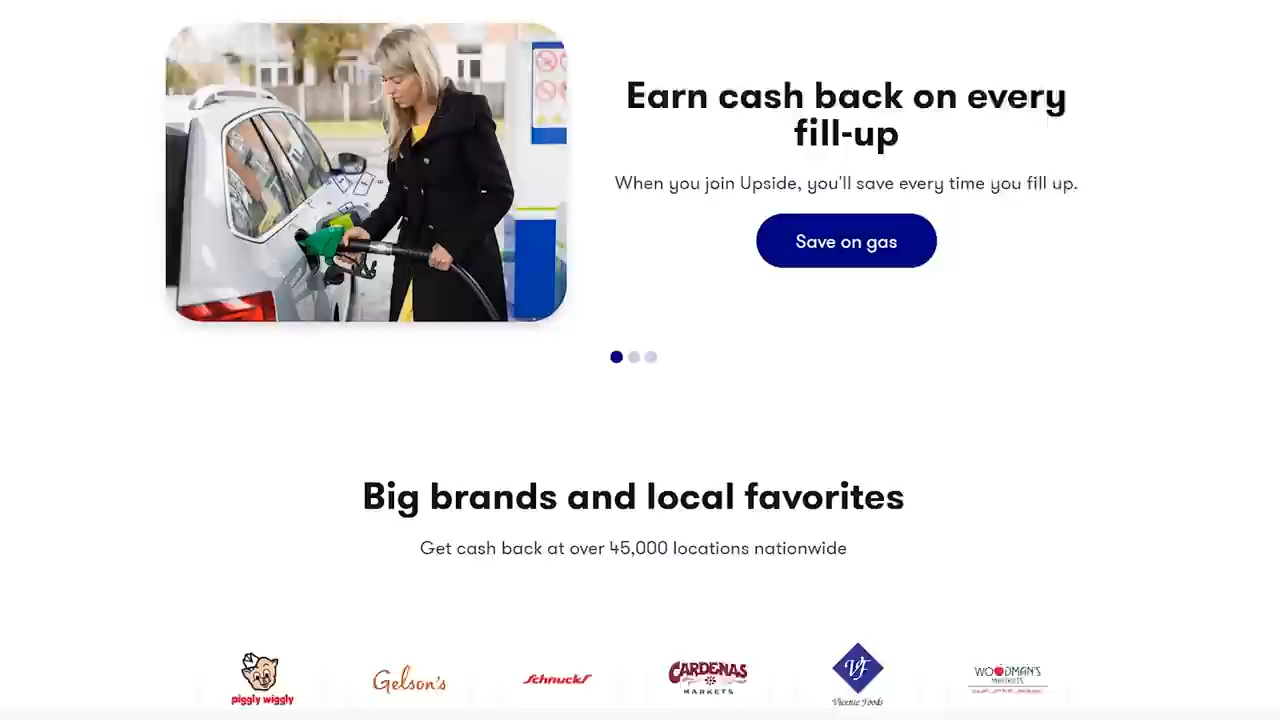 Earn cash back on every
fill-up
When you join Upside, you'll save every time you fill up.
Save on gas
Big brands and local favorites
Get cash back at over 45,000 locations nationwide
piggly wiggly
Gelson's
Schnucks
CARDENAS
MARKETS
VF
Vicente Foods
WOODMAN'S
MARKETS